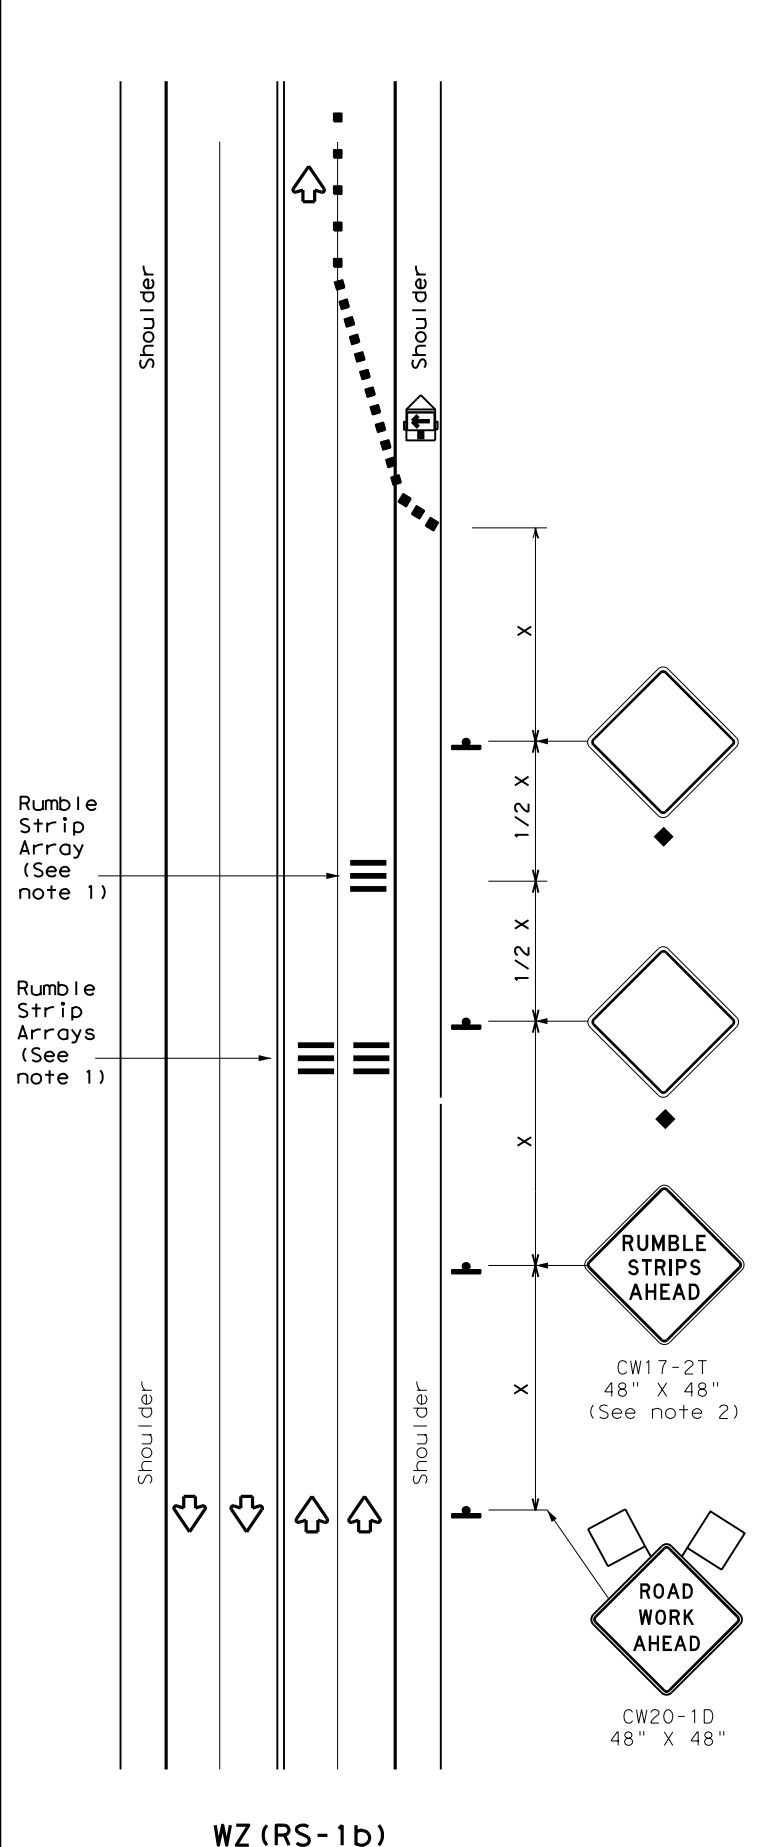 Shoulder
Shoulder
X
1/2 X
Rumble
Strip
Array
(See
note 1)
1/2 X
Rumble
Strip
Arrays
(See
note 1)
X
RUMBLE
STRIPS
AHEAD
CW17-2T
48" X 48"
(See note 2)
X
Shoulder
Shoulder
ROAD
WORK
AHEAD
CW20-1D
48" X 48"
WZ(RS-1b)